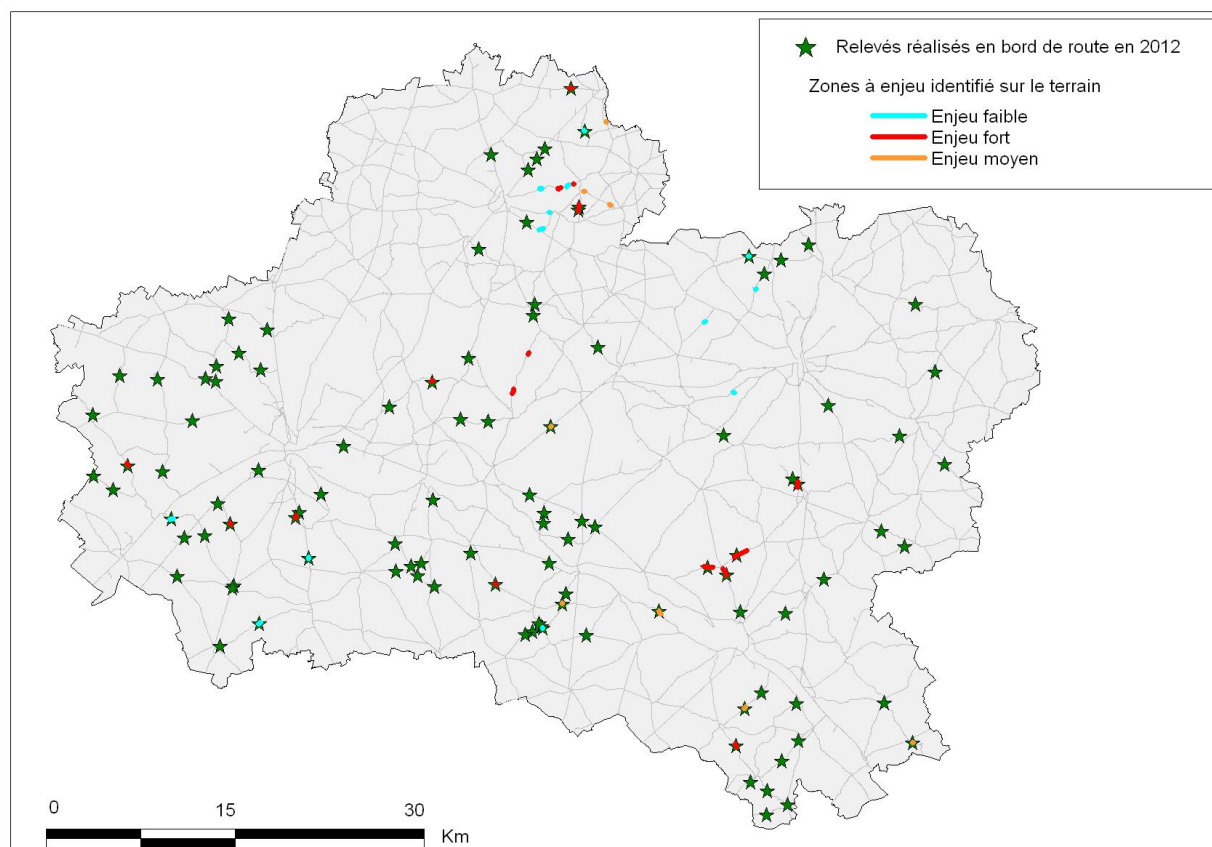 Relevés réalisés en bord de route en 2012
Zones à enjeu identifié sur le terrain
Enjeu faible
Enjeu fort
Enjeu moyen
0 15 30
Km